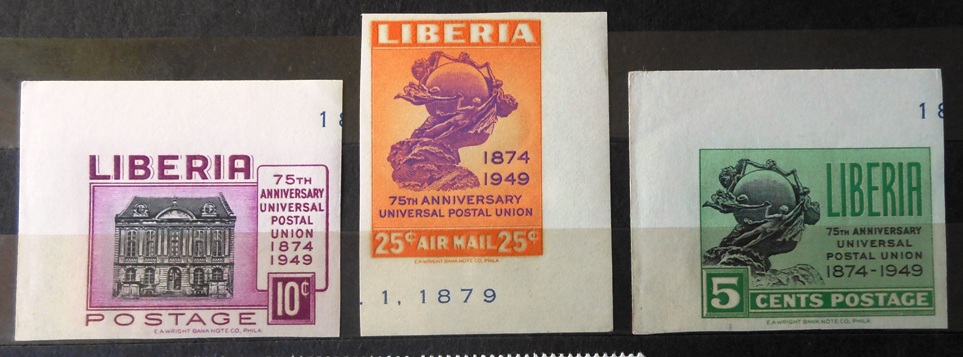 18
LIBERIA
75TH
ANNIVERSARY
UNIVERSAL
POSTAL
UNION
1874
1949
10¢
POSTAGE
E.A.WRIGHT BANK NOTE CO., PHILA.
LIBERIA
1874
1949
75TH ANNIVERSARY
UNIVERSAL POSTAL UNION
25¢ AIR MAIL 25¢
E.A.WRIGHT BANK NOTE CO., PHILA.
. 1, 1879
18
LIBERIA
75TH ANNIVERSARY
UNIVERSAL
POSTAL UNION
1874-1949
5 CENTS POSTAGE
E.A.WRIGHT BANK NOTE CO., PHILA.